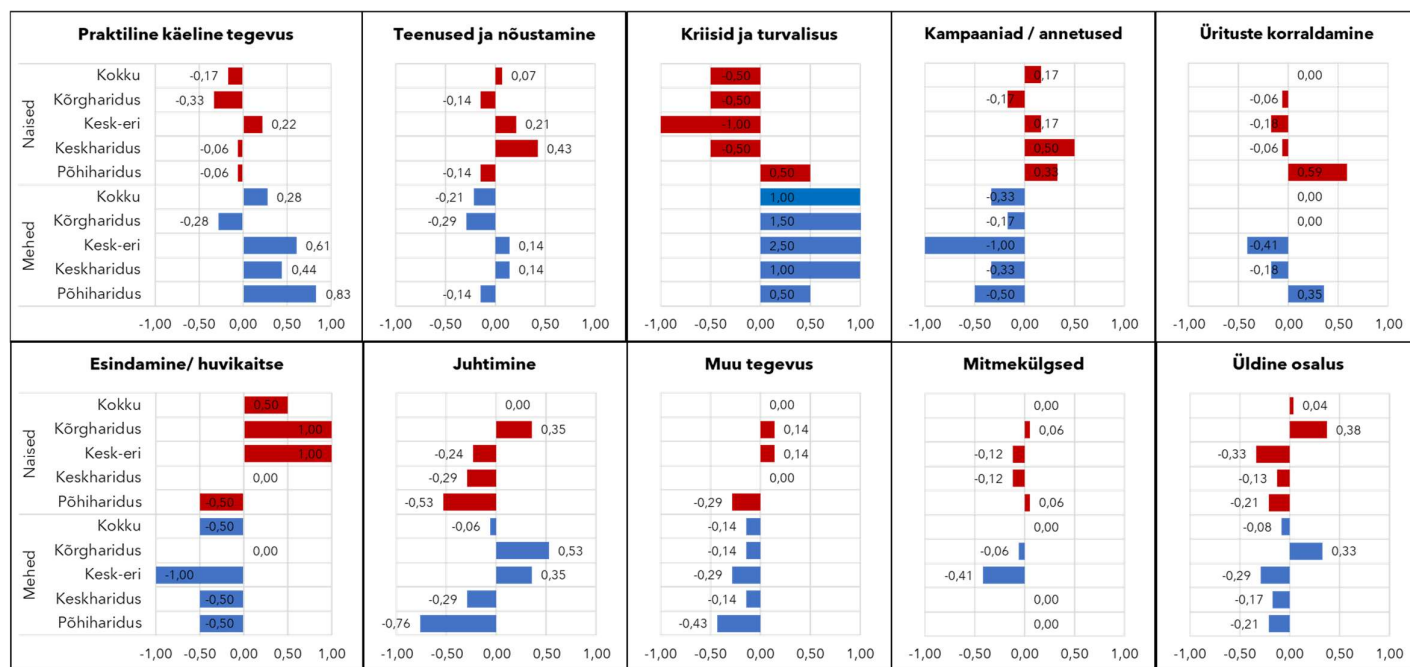 Praktiline käeline tegevus
Naised
Kokku -0,17
Kõrgharidus -0,33
Kesk-eri 0,22
Keskharidus -0,06
Põhiharidus -0,06
Mehed
Kokku 0,28
Kõrgharidus -0,28
Kesk-eri 0,61
Keskharidus 0,44
Põhiharidus 0,83
-1,00 -0,50 0,00 0,50 1,00
Teenused ja nõustamine
0,07
-0,14
0,21
0,43
-0,14
-0,21
-0,29
0,14
0,14
-0,14
-1,00 -0,50 0,00 0,50 1,00
Kriisid ja turvalisus
-0,50
-0,50
-1,00
-0,50
0,50
1,00
1,50
2,50
1,00
0,50
-1,00 -0,50 0,00 0,50 1,00
Kampaaniad / annetused
0,17
-0,17
0,17
0,50
0,33
-0,33
-0,17
-1,00
-0,33
-0,50
-1,00 -0,50 0,00 0,50 1,00
Ürituste korraldamine
0,00
-0,06
-0,18
-0,06
0,59
0,00
0,00
-0,41
-0,18
0,35
-1,00 -0,50 0,00 0,50 1,00
Esindamine/ huvikaitse
Naised
Kokku 0,50
Kõrgharidus 1,00
Kesk-eri 1,00
Keskharidus 0,00
Põhiharidus -0,50
Mehed
Kokku -0,50
Kõrgharidus 0,00
Kesk-eri -1,00
Keskharidus -0,50
Põhiharidus -0,50
-1,00 -0,50 0,00 0,50 1,00
Juhtimine
0,00
0,35
-0,24
-0,29
-0,53
-0,06
0,53
0,35
-0,29
-0,76
-1,00 -0,50 0,00 0,50 1,00
Muu tegevus
0,00
0,14
0,14
0,00
-0,29
-0,14
-0,14
-0,29
-0,14
-0,43
-1,00 -0,50 0,00 0,50 1,00
Mitmekülgsed
0,00
0,06
-0,12
-0,12
0,06
0,00
-0,06
-0,41
0,00
0,00
-1,00 -0,50 0,00 0,50 1,00
Üldine osalus
0,04
0,38
-0,33
-0,13
-0,21
-0,08
0,33
-0,29
-0,17
-0,21
-1,00 -0,50 0,00 0,50 1,00